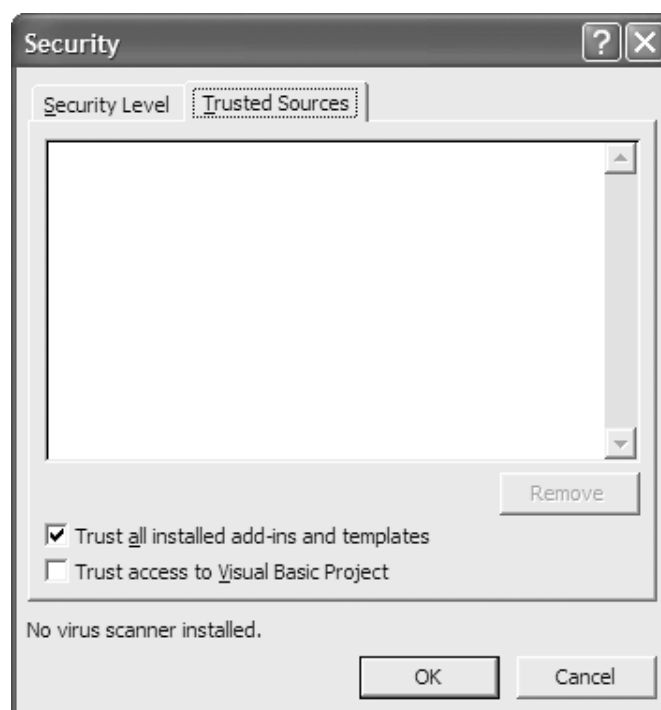 Security
Security Level
Trusted Sources
Remove
Trust all installed add-ins and templates
Trust access to Visual Basic Project
No virus scanner installed.
OK
Cancel